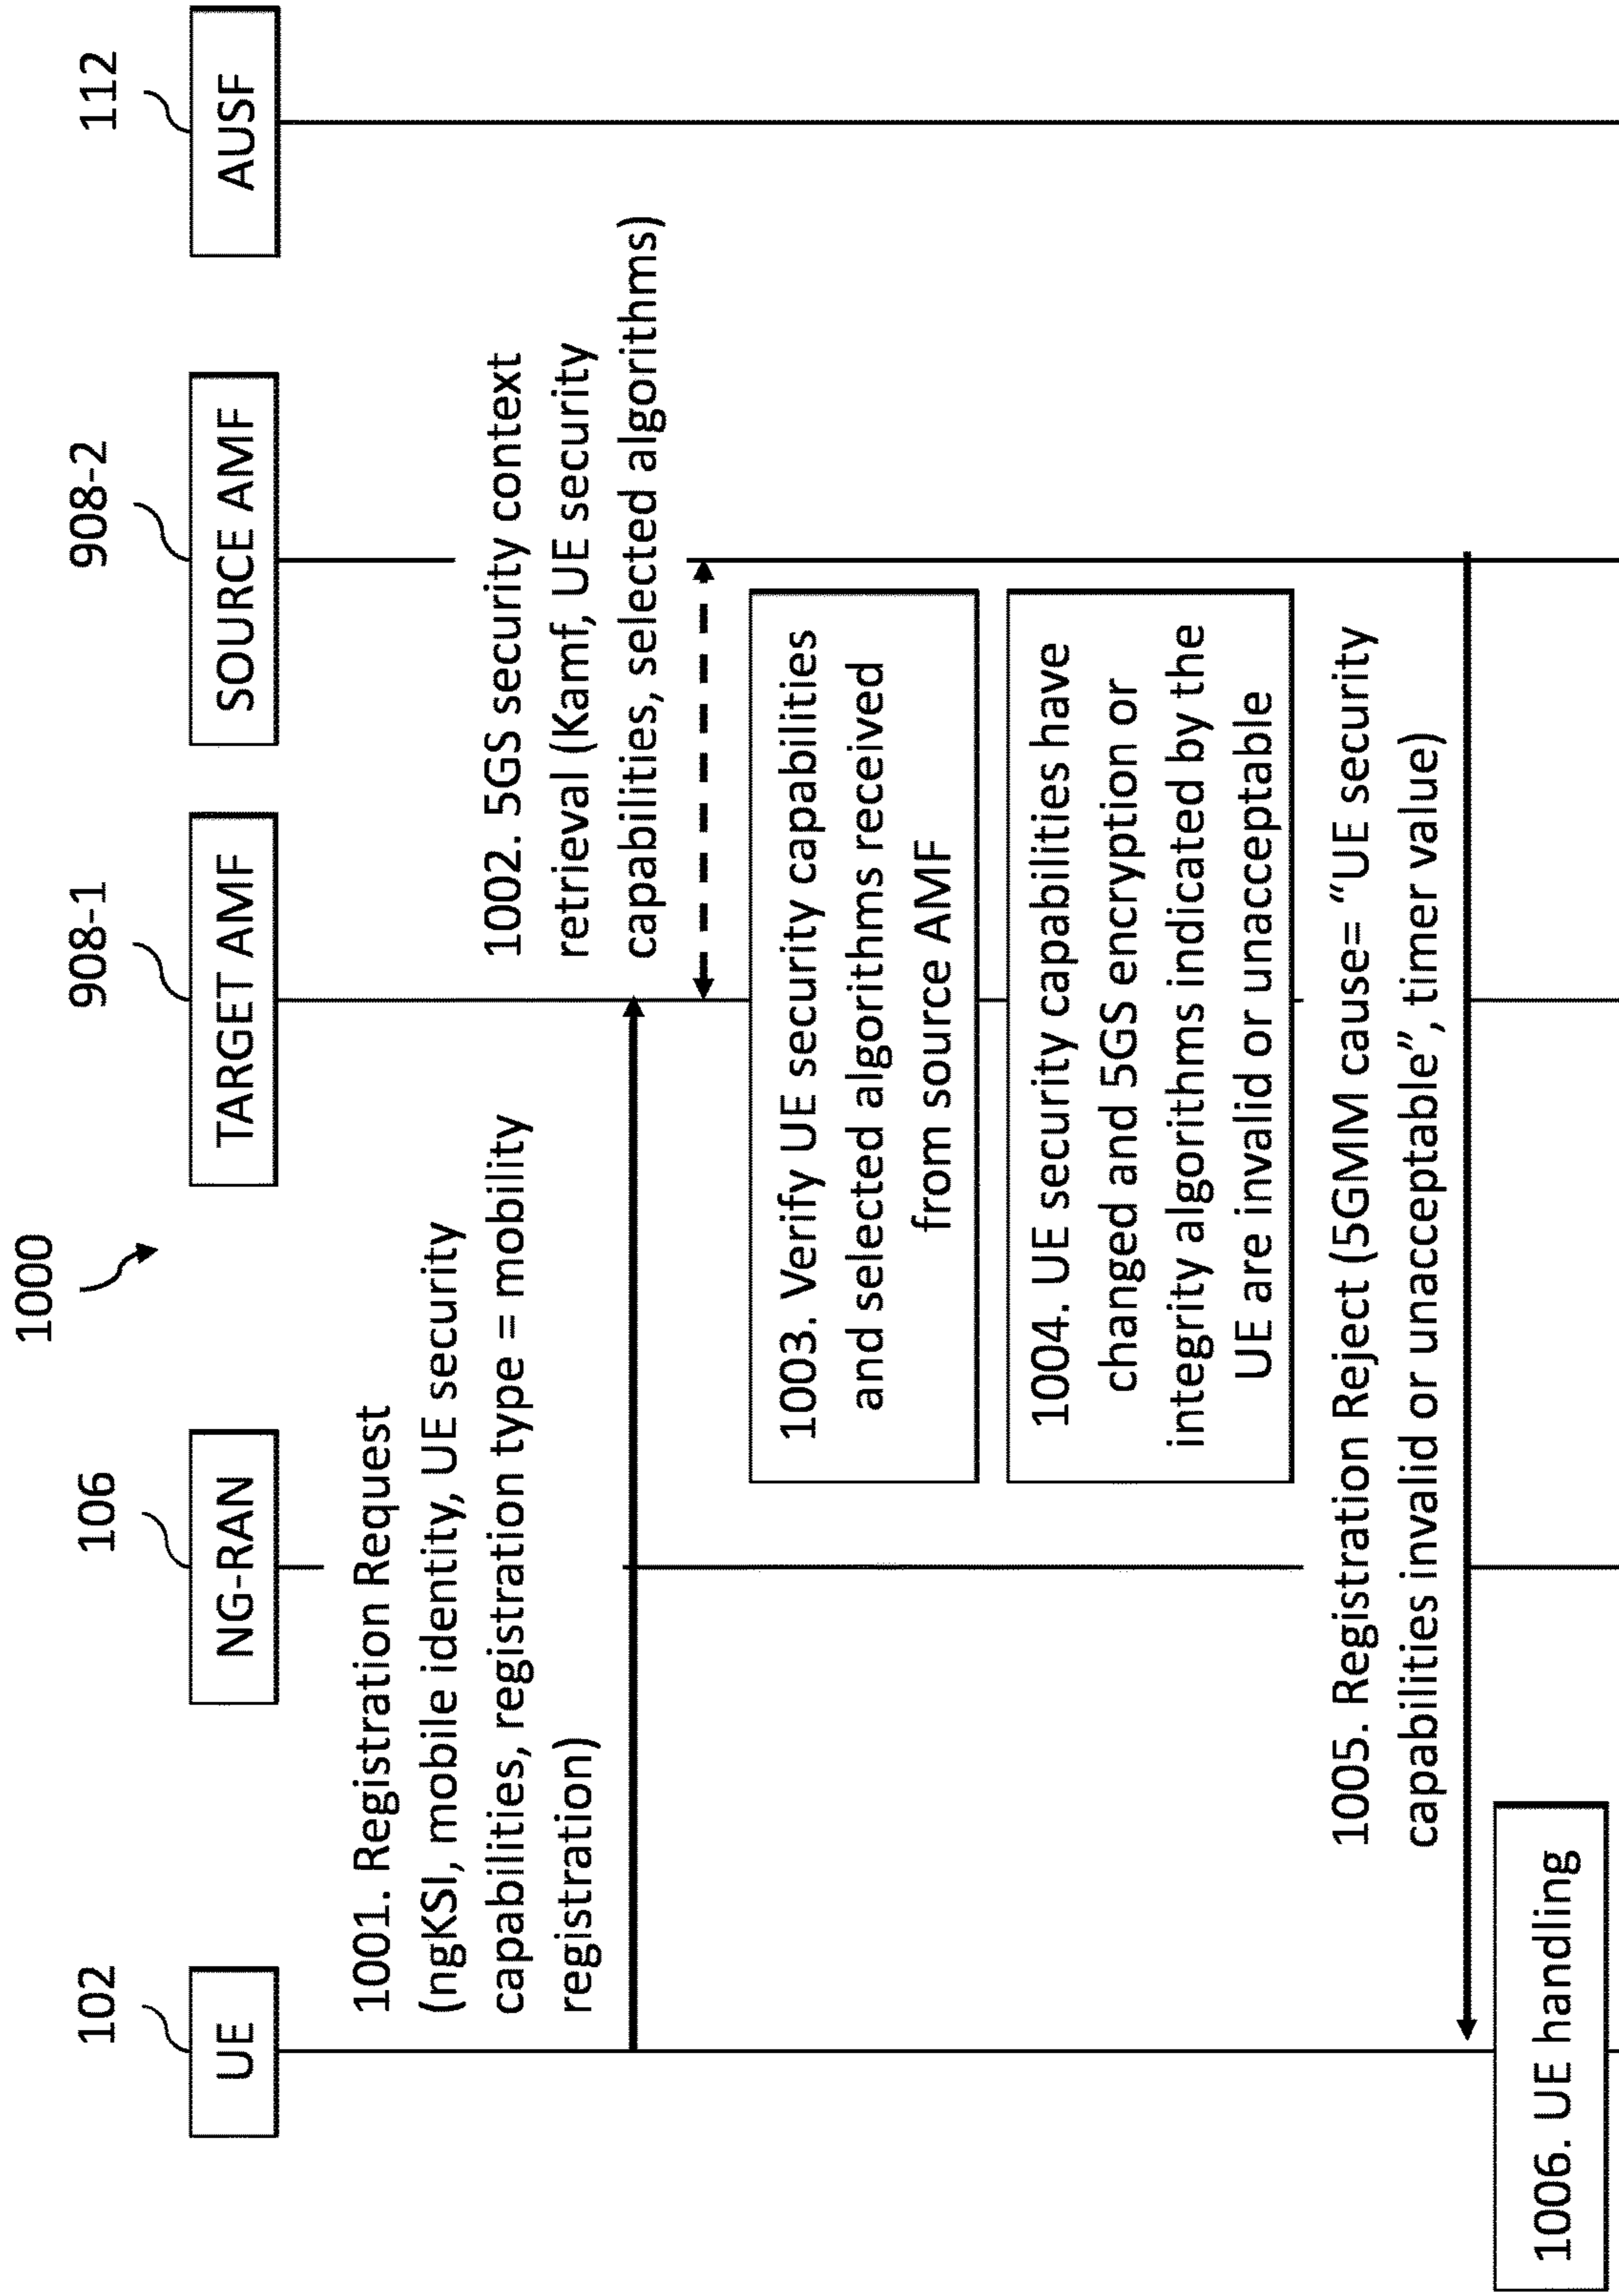 1000
102
106
908-1
908-2
112
UE
NG-RAN
TARGET AMF
SOURCE AMF
AUSF
1001. Registration Request
(ngKSI, mobile identity, UE security
capabilities, registration type = mobility
registration)
1002. 5GS security context
retrieval (Kamf, UE security
capabilities, selected algorithms)
1003. Verify UE security capabilities
and selected algorithms received
from source AMF
1004. UE security capabilities have
changed and 5GS encryption or
integrity algorithms indicated by the
UE are invalid or unacceptable
1005. Registration Reject (5GMM cause= “UE security
capabilities invalid or unacceptable”, timer value)
1006. UE handling